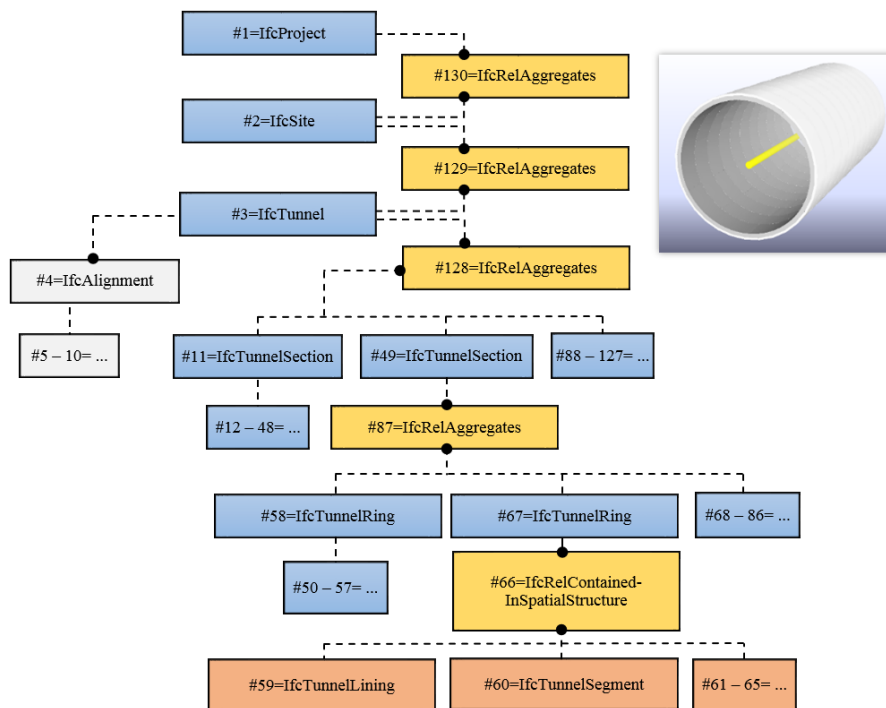 #1=IfcProject
#130=IfcRelAggregates
#2=IfcSite
#129=IfcRelAggregates
#3=IfcTunnel
#128=IfcRelAggregates
#4=IfcAlignment
#5 – 10= ...
#11=IfcTunnelSection
#49=IfcTunnelSection
#88 – 127= ...
#12 – 48= ...
#87=IfcRelAggregates
#58=IfcTunnelRing
#67=IfcTunnelRing
#68 – 86= ...
#50 – 57= ...
#66=IfcRelContained-
InSpatialStructure
#59=IfcTunnelLining
#60=IfcTunnelSegment
#61 – 65= ...